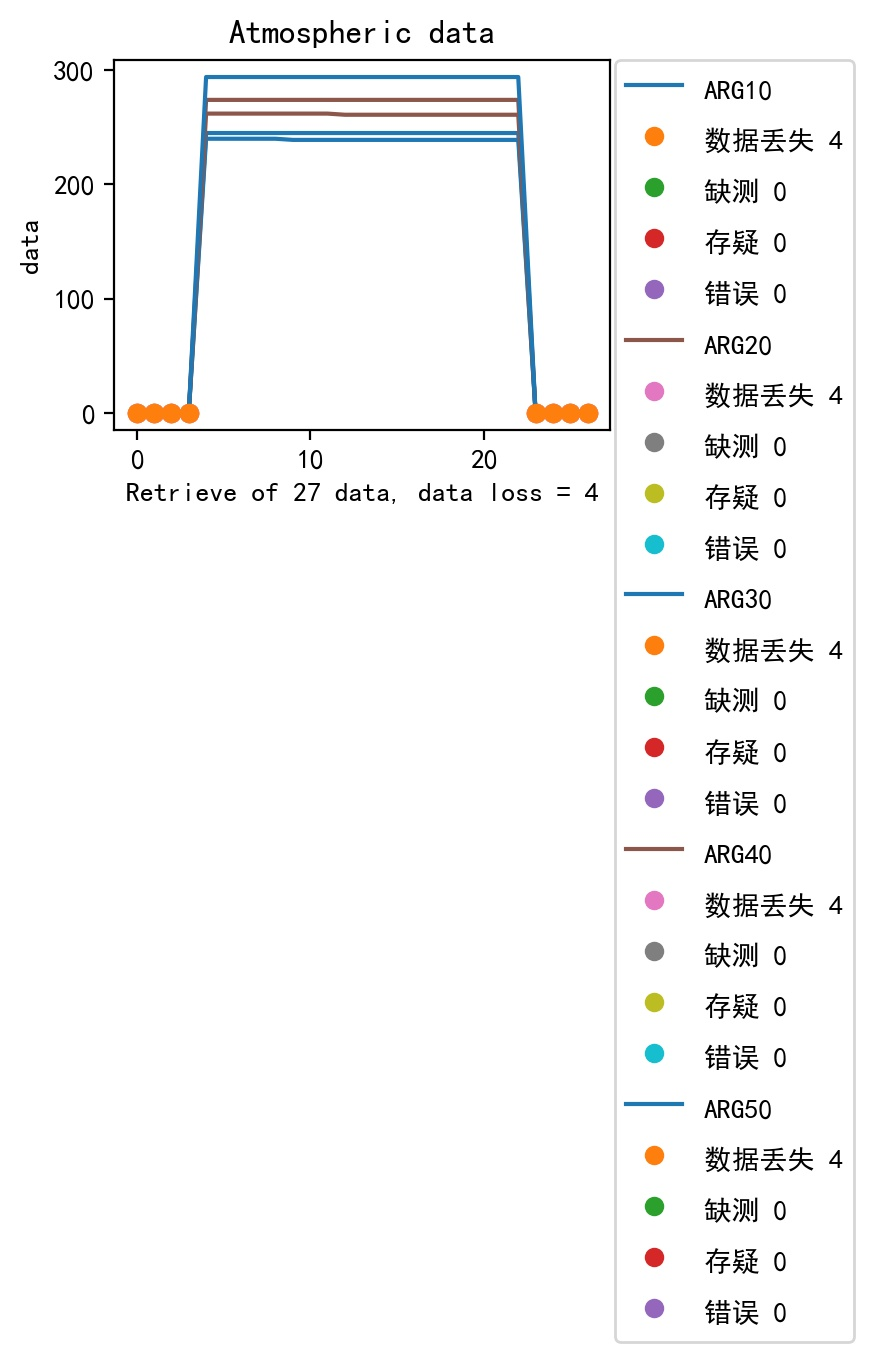 Atmospheric data
300
200
100
0
data
0 10 20
Retrieve of 27 data, data loss = 4
ARG10
数据丢失 4
缺测 0
存疑 0
错误 0
ARG20
数据丢失 4
缺测 0
存疑 0
错误 0
ARG30
数据丢失 4
缺测 0
存疑 0
错误 0
ARG40
数据丢失 4
缺测 0
存疑 0
错误 0
ARG50
数据丢失 4
缺测 0
存疑 0
错误 0